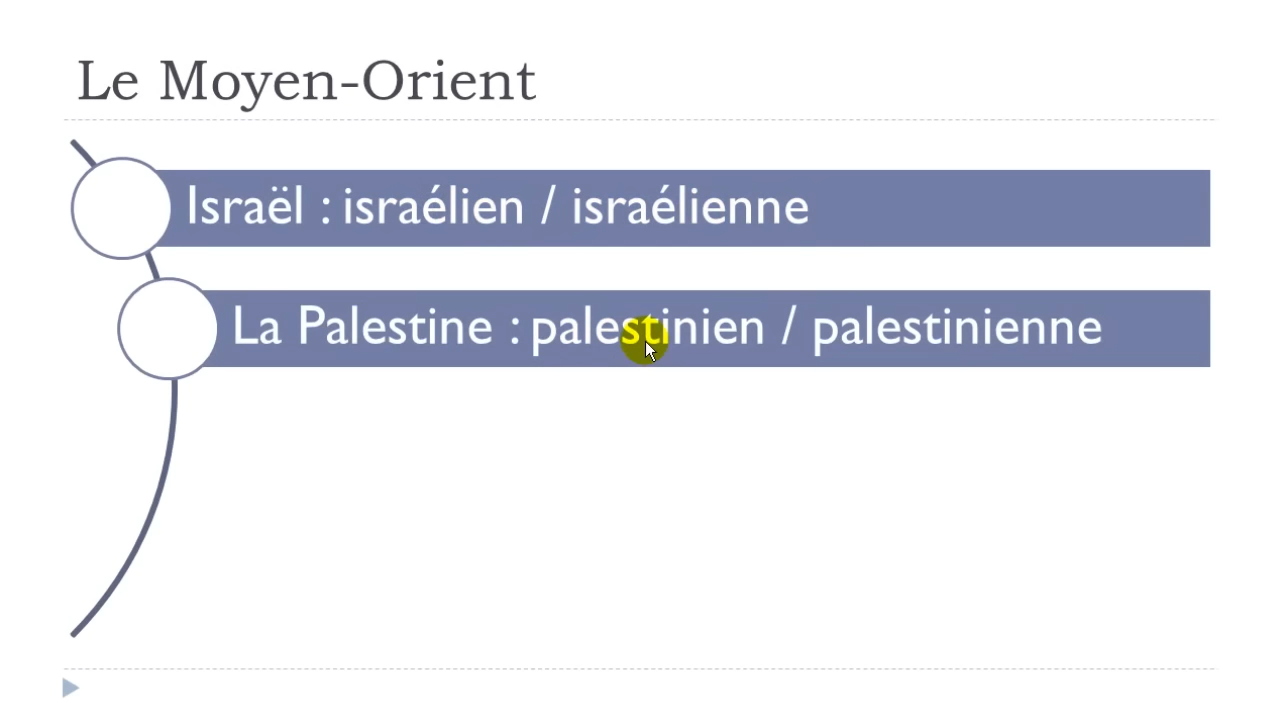 Le Moyen-Orient
Israël : israélien / israélienne
La Palestine : palestinien / palestinienne